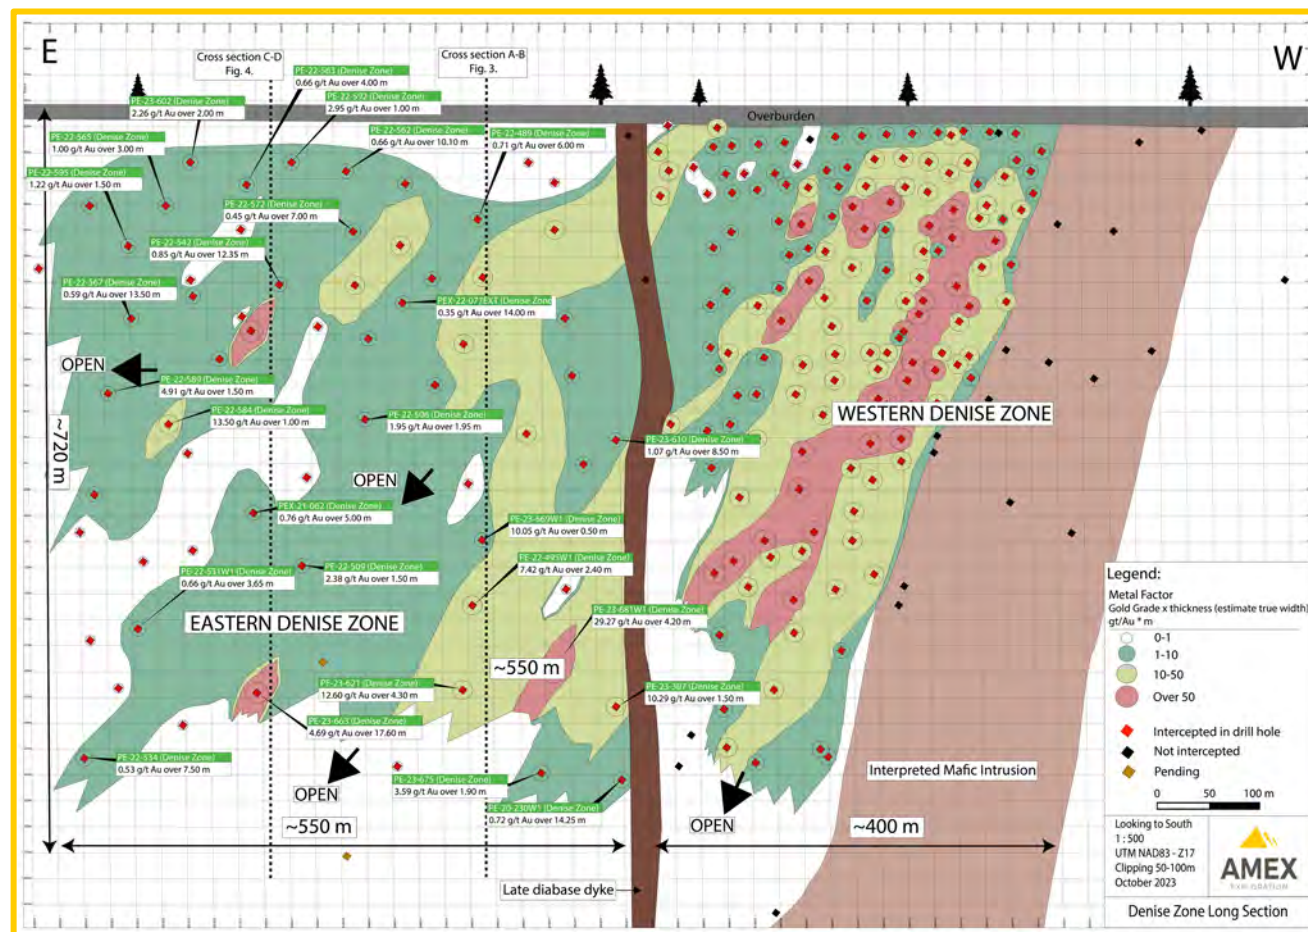 E
W
Cross section C-D
Fig. 4.
Cross section A-B
Fig. 3.
PE-22-563 (Denise Zone)
0.66 g/t Au over 4.00 m
PE-23-602 (Denise Zone)
2.26 g/t Au over 2.00 m
PE-22-592 (Denise Zone)
2.95 g/t Au over 1.00 m
Overburden
PE-22-565 (Denise Zone)
1.00 g/t Au over 3.00 m
PE-22-562 (Denise Zone)
0.66 g/t Au over 10.10 m
PE-22-489 (Denise Zone)
0.71 g/t Au over 6.00 m
PE-22-595 (Denise Zone)
1.22 g/t Au over 1.50 m
PE-22-572 (Denise Zone)
0.45 g/t Au over 7.00 m
PE-22-542 (Denise Zone)
0.85 g/t Au over 12.35 m
PE-22-567 (Denise Zone)
0.59 g/t Au over 13.50 m
PEX-22-071EXT (Denise Zone
0.35 g/t Au over 14.00 m
OPEN
PE-22-589 (Denise Zone)
4.91 g/t Au over 1.50 m
PE-22-584 (Denise Zone)
13.50 g/t Au over 1.00 m
PE-22-506 (Denise Zone)
1.95 g/t Au over 1.95 m
WESTERN DENISE ZONE
PE-23-610 (Denise Zone)
1.07 g/t Au over 8.50 m
~720 m
OPEN
PEX-21-062 (Denise Zone)
0.76 g/t Au over 5.00 m
PE-23-669W1 (Denise Zone)
10.05 g/t Au over 0.50 m
PE-22-495W1 (Denise Zone)
7.42 g/t Au over 2.40 m
PE-22-551W1 (Denise Zone)
0.66 g/t Au over 3.65 m
PE-22-509 (Denise Zone)
2.38 g/t Au over 1.50 m
PE-23-681W1 (Denise Zone)
29.27 g/t Au over 4.20 m
EASTERN DENISE ZONE
~550 m
PE-23-621 (Denise Zone)
12.60 g/t Au over 4.30 m
10.29 g/t Au over 1.50 m
PE-23-663 (Denise Zone)
4.69 g/t Au over 17.60 m
PE-22-534 (Denise Zone)
0.53 g/t Au over 7.50 m
OPEN
PE-23-675 (Denise Zone)
3.59 g/t Au over 1.90 m
PE-20-230W1 (Denise Zone)
0.72 g/t Au over 14.25 m
OPEN
Interpreted Mafic Intrusion
~550 m
~400 m
Late diabase dyke
Legend:
Metal Factor
Gold Grade x thickness (estimate true width)
gt/Au * m
0-1
1-10
10-50
Over 50
Intercepted in drill hole
Not intercepted
Pending
0 50 100 m
Looking to South
1 : 500
UTM NAD83 - Z17
Clipping 50-100m
October 2023
AMEX
EXPLORATION
Denise Zone Long Section